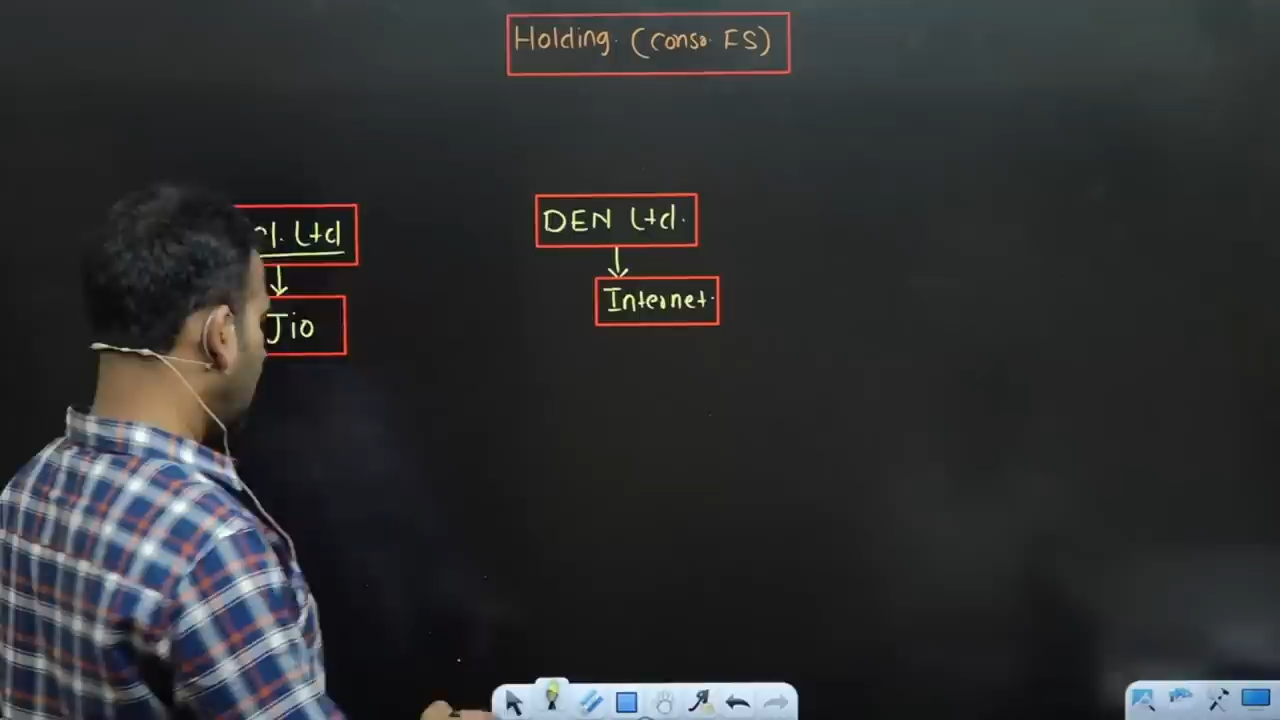 Holding. (conso. FS)
Ltd
DEN Ltd.
Jio
Internet.